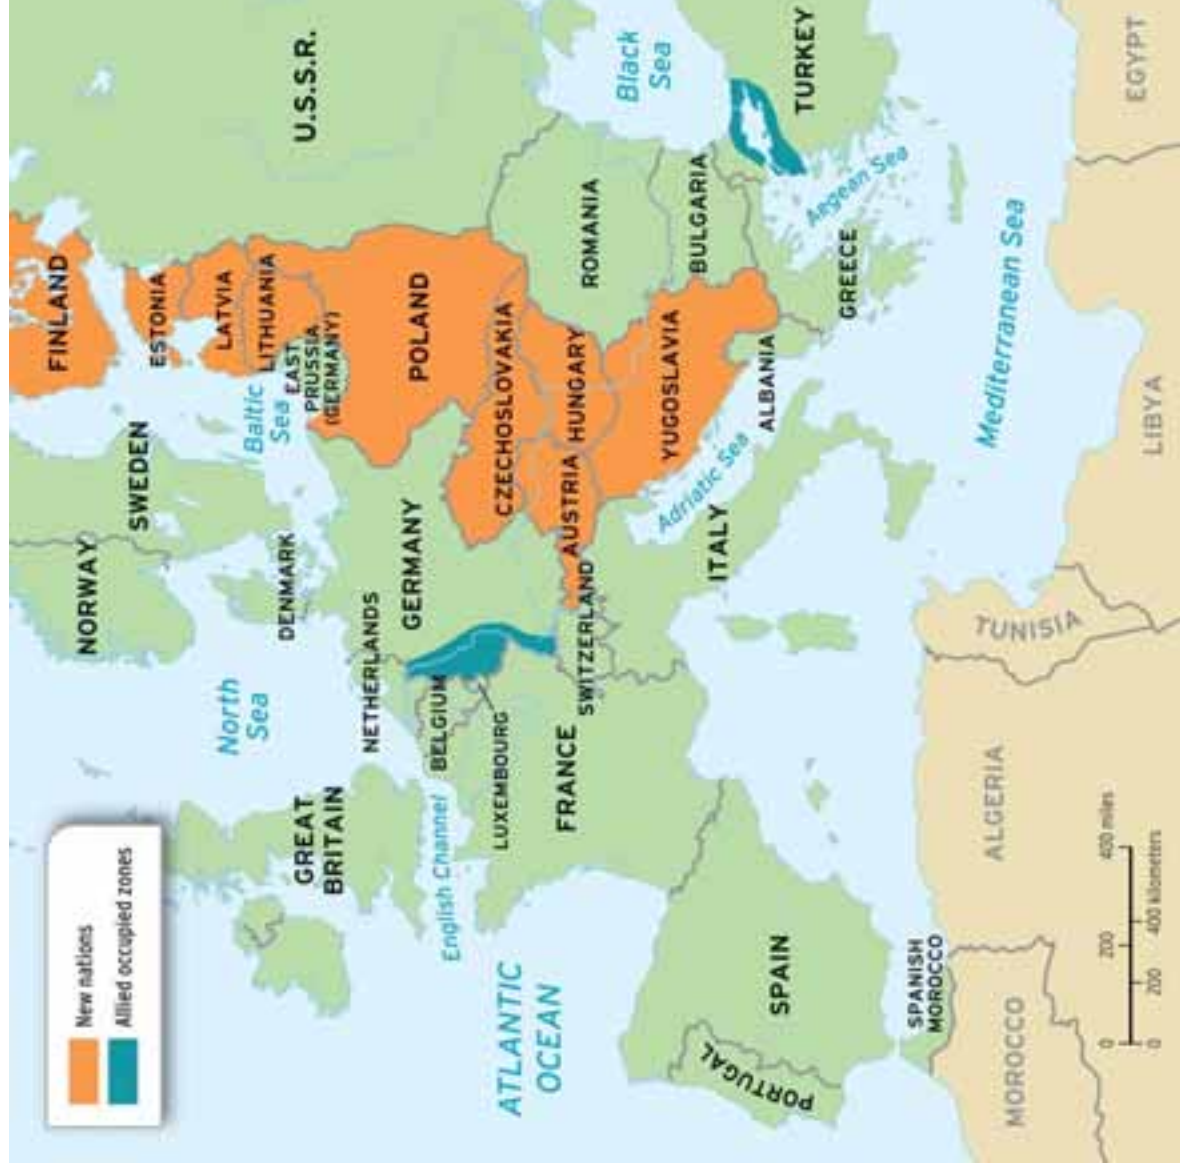 New nations
Allied occupied zones
FINLAND
NORWAY
SWEDEN
ESTONIA
LATVIA
LITHUANIA
Baltic
Sea
EAST
PRUSSIA
(GERMANY)
U.S.S.R.
DENMARK
North
Sea
GREAT
BRITAIN
NETHERLANDS
GERMANY
POLAND
BELGIUM
English Channel
LUXEMBOURG
CZECHOSLOVAKIA
ATLANTIC
OCEAN
FRANCE
SWITZERLAND
AUSTRIA
HUNGARY
ROMANIA
Black
Sea
YUGOSLAVIA
BULGARIA
Adriatic Sea
ITALY
ALBANIA
PORTUGAL
SPAIN
GREECE
Aegean Sea
TURKEY
SPANISH
MOROCCO
Mediterranean Sea
MOROCCO
ALGERIA
TUNISIA
LIBYA
EGYPT
0 200 400 miles
0 200 400 kilometers